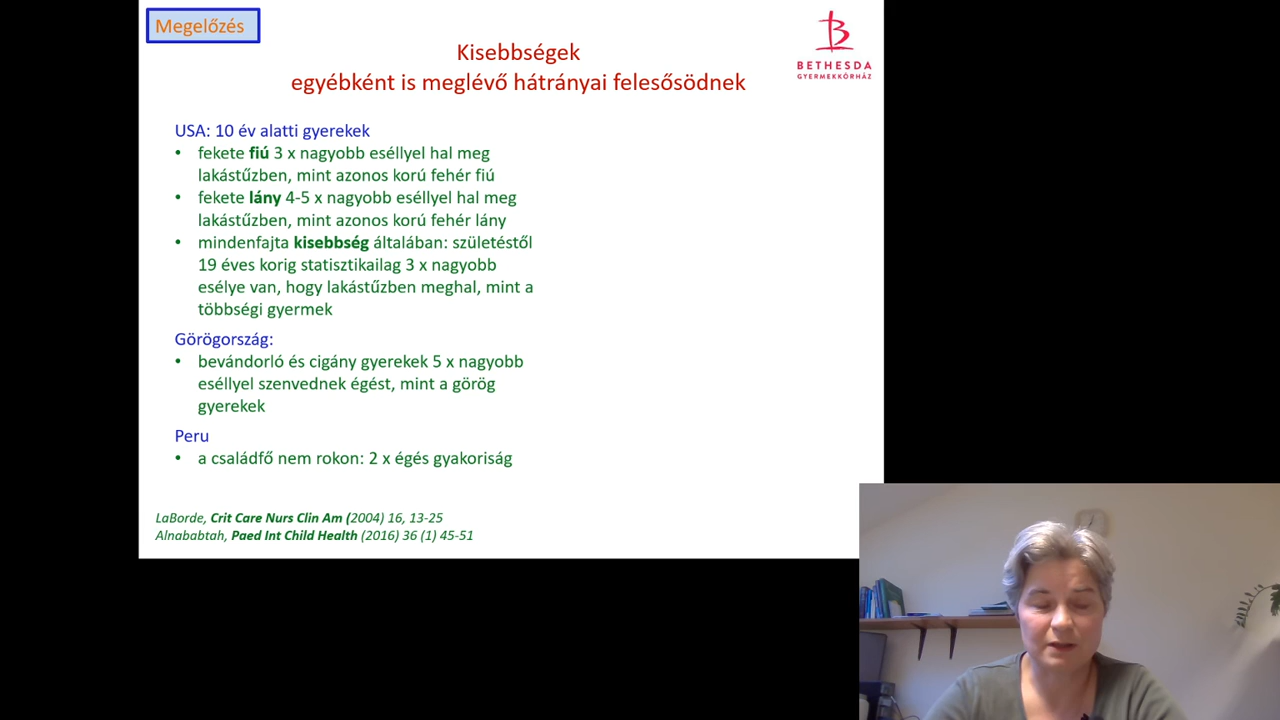 Megelőzés
Kisebbségek
egyébként is meglévő hátrányai felesősödnek
BETHESDA
GYERMEKKÓRHÁZ
USA: 10 év alatti gyerekek
• fekete fiú 3 x nagyobb eséllyel hal meg
lakástűzben, mint azonos korú fehér fiú
• fekete lány 4-5 x nagyobb eséllyel hal meg
lakástűzben, mint azonos korú fehér lány
• mindenfajta kisebbség általában: születéstől
19 éves korig statisztikailag 3 x nagyobb
esélye van, hogy lakástűzben meghal, mint a
többségi gyermek
Görögország:
• bevándorló és cigány gyerekek 5 x nagyobb
eséllyel szenvednek égést, mint a görög
gyerekek
Peru
• a családfő nem rokon: 2 x égés gyakoriság
LaBorde, Crit Care Nurs Clin Am (2004) 16, 13-25
Alnababtah, Paed Int Child Health (2016) 36 (1) 45-51